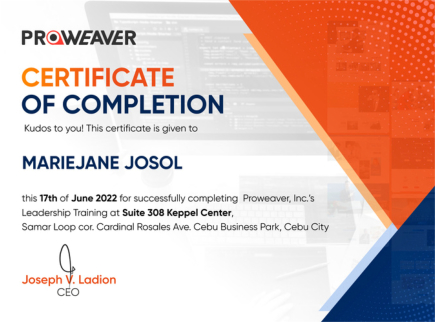 PROWEAVER
CERTIFICATE
OF COMPLETION
Kudos to you! This certificate is given to
MARIEJANE JOSOL
this 17th of June 2022 for successfully completing Proweaver, Inc.'s
Leadership Training at Suite 308 Keppel Center,
Samar Loop cor. Cardinal Rosales Ave. Cebu Business Park, Cebu City
Joseph V. Ladion
CEO